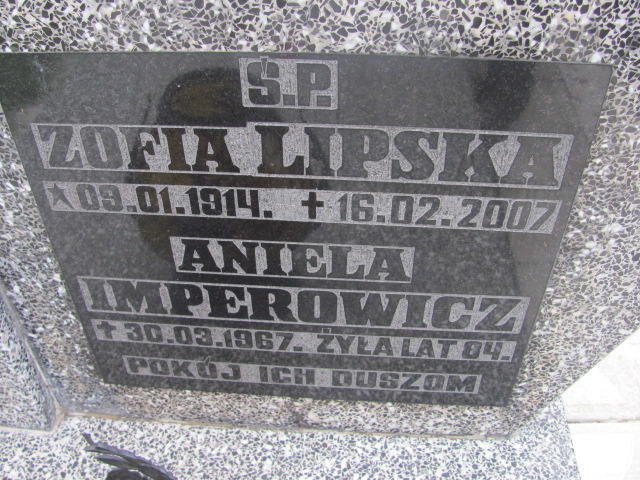 Ś.P.
ZOFIA LIPSKA
* 09.01.1914. + 16.02.2007
ANIELA
IMPEROWICZ
+ 30.03.1967. ŻYŁA LAT 84.
POKÓJ ICH DUSZOM